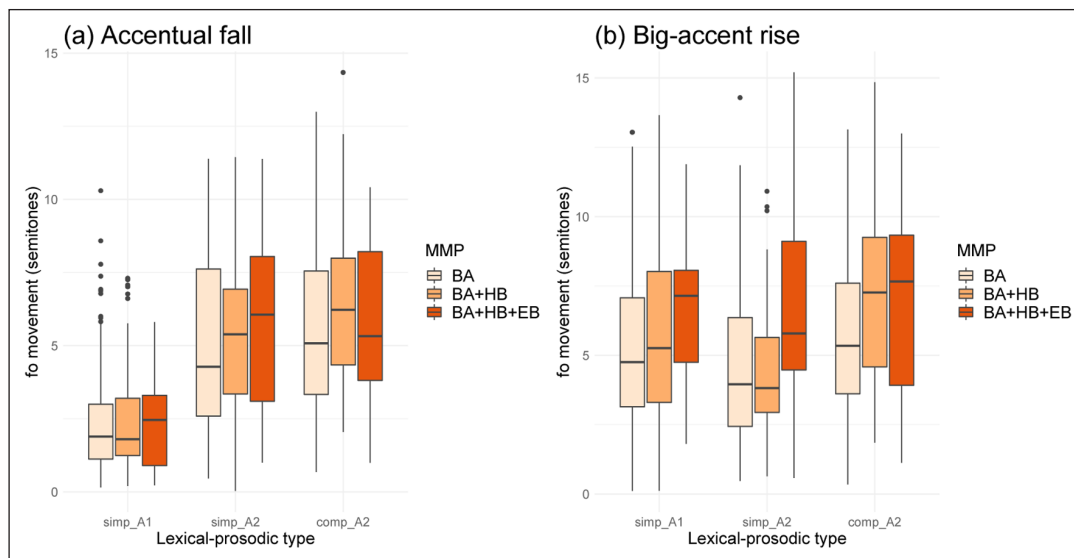 (a) Accentual fall
15
10
5
0
fo movement (semitones)
simp_A1 simp_A2 comp_A2
Lexical-prosodic type
MMP
BA
BA+HB
BA+HB+EB
(b) Big-accent rise
15
10
5
0
fo movement (semitones)
simp_A1 simp_A2 comp_A2
Lexical-prosodic type
MMP
BA
BA+HB
BA+HB+EB